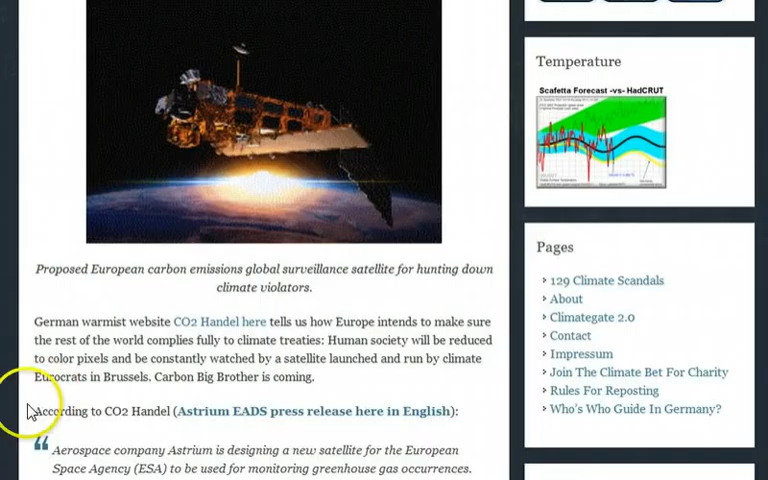 Proposed European carbon emissions global surveillance satellite for hunting down
climate violators.
German warmist website CO2 Handel here tells us how Europe intends to make sure
the rest of the world complies fully to climate treaties: Human society will be reduced
to color pixels and be constantly watched by a satellite launched and run by climate
Eurocrats in Brussels. Carbon Big Brother is coming.
According to CO2 Handel (Astrium EADS press release here in English):
“ Aerospace company Astrium is designing a new satellite for the European
Space Agency (ESA) to be used for monitoring greenhouse gas occurrences.
Temperature
Scafetta Forecast -vs- HadCRUT
Pages
› 129 Climate Scandals
› About
› Climategate 2.0
› Contact
› Impressum
› Join The Climate Bet For Charity
› Rules For Reposting
› Who's Who Guide In Germany?